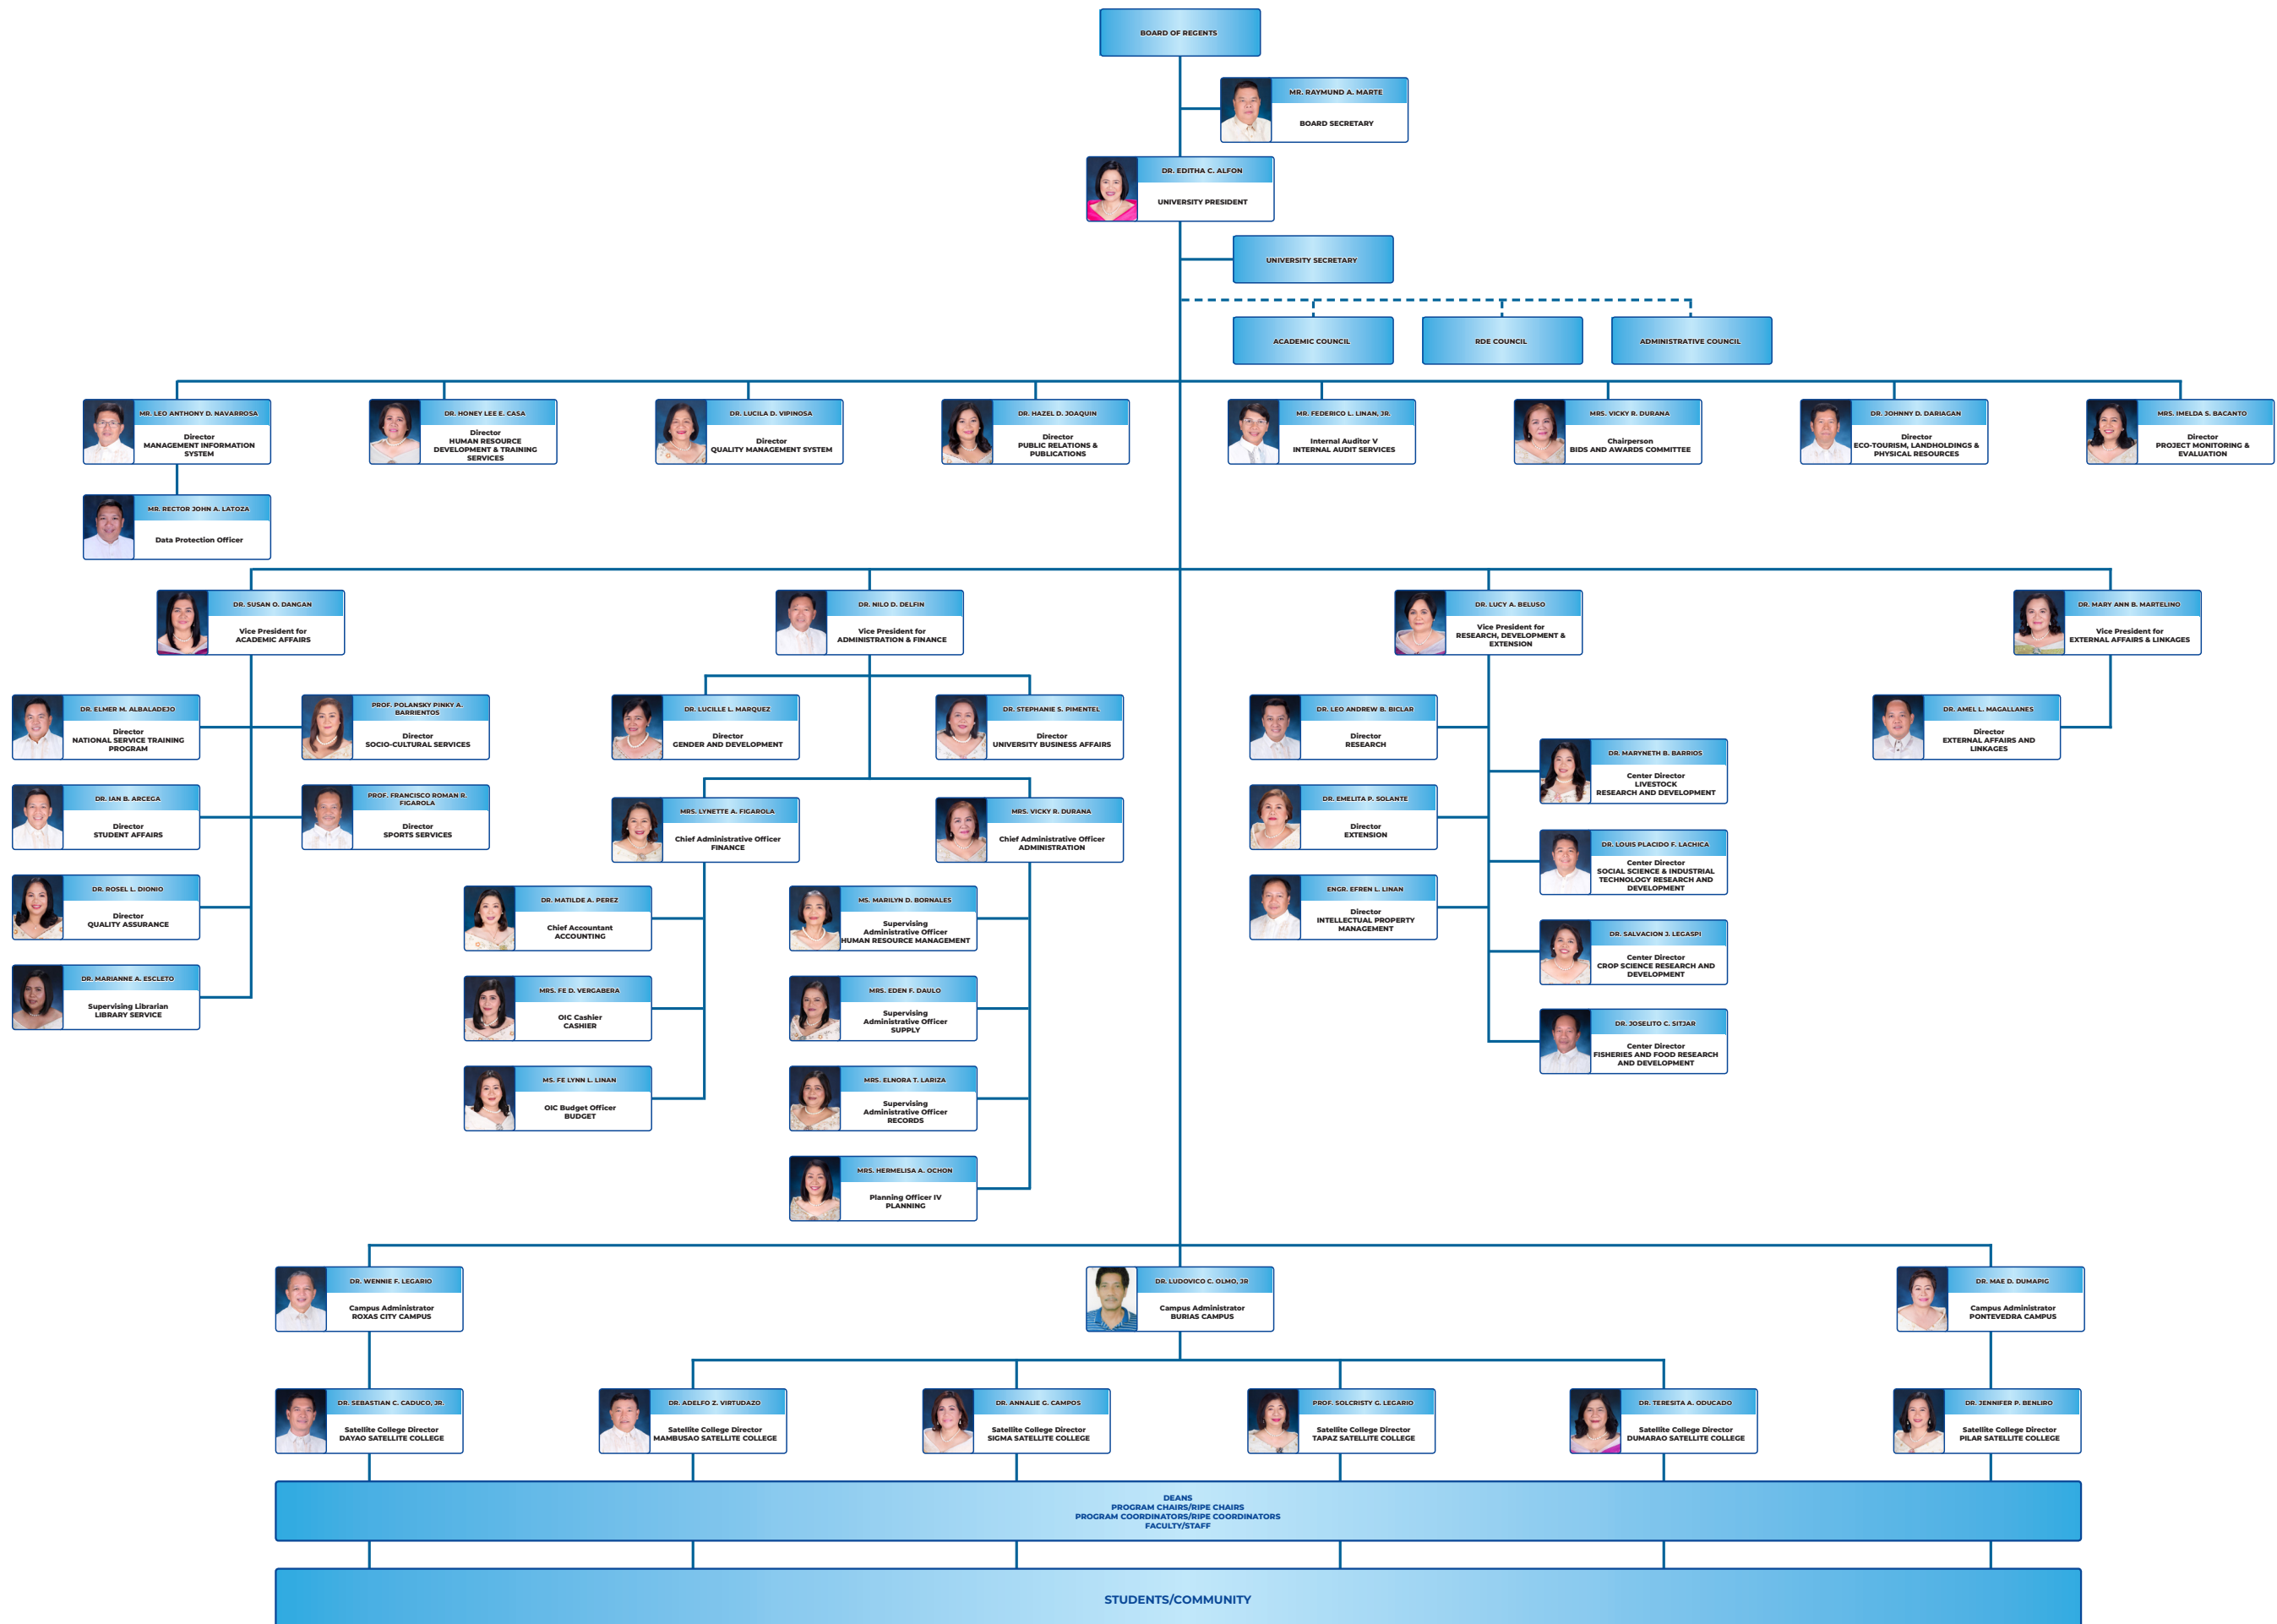 BOARD OF REGENTS
MR. RAYMUND A. MARTE
BOARD SECRETARY
DR. EDITHA C. ALFON
UNIVERSITY PRESIDENT
UNIVERSITY SECRETARY
ACADEMIC COUNCIL
RDE COUNCIL
ADMINISTRATIVE COUNCIL
MR. LEO ANTHONY D. NAVARROSA
Director
MANAGEMENT INFORMATION
SYSTEM
DR. HONEY LEE E. CASA
Director
HUMAN RESOURCE
DEVELOPMENT & TRAINING
SERVICES
DR. LUCILA D. VIPINOSA
Director
QUALITY MANAGEMENT SYSTEM
DR. HAZEL D. JOAQUIN
Director
PUBLIC RELATIONS &
PUBLICATIONS
MR. FEDERICO L. LINAN, JR.
Internal Auditor V
INTERNAL AUDIT SERVICES
MRS. VICKY R. DURANA
Chairperson
BIDS AND AWARDS COMMITTEE
DR. JOHNNY D. DARIAGAN
Director
ECO-TOURISM, LANDHOLDINGS &
PHYSICAL RESOURCES
MRS. IMELDA S. BACANTO
Director
PROJECT MONITORING &
EVALUATION
MR. RECTOR JOHN A. LATOZA
Data Protection Officer
DR. SUSAN O. DANGAN
Vice President for
ACADEMIC AFFAIRS
DR. NILO D. DELFIN
Vice President for
ADMINISTRATION & FINANCE
DR. LUCY A. BELUSO
Vice President for
RESEARCH, DEVELOPMENT &
EXTENSION
DR. MARY ANN B. MARTELINO
Vice President for
EXTERNAL AFFAIRS & LINKAGES
DR. ELMER M. ALBALADEJO
Director
NATIONAL SERVICE TRAINING
PROGRAM
PROF. POLANSKY PINKY A.
BARRIENTOS
Director
SOCIO-CULTURAL SERVICES
DR. LUCILLE L. MARQUEZ
Director
GENDER AND DEVELOPMENT
DR. STEPHANIE S. PIMENTEL
Director
UNIVERSITY BUSINESS AFFAIRS
DR. LEO ANDREW B. BICLAR
Director
RESEARCH
DR. MARYNETH B. BARRIOS
Center Director
LIVESTOCK
RESEARCH AND DEVELOPMENT
DR. AMEL L. MAGALLANES
Director
EXTERNAL AFFAIRS AND
LINKAGES
DR. IAN B. ARCEGA
Director
STUDENT AFFAIRS
PROF. FRANCISCO ROMAN R.
FIGAROLA
Director
SPORTS SERVICES
MRS. LYNETTE A. FIGAROLA
Chief Administrative Officer
FINANCE
MRS. VICKY R. DURANA
Chief Administrative Officer
ADMINISTRATION
DR. EMELITA P. SOLANTE
Director
EXTENSION
DR. LOUIS PLACIDO F. LACHICA
Center Director
SOCIAL SCIENCE & INDUSTRIAL
TECHNOLOGY RESEARCH AND
DEVELOPMENT
DR. ROSEL L. DIONIO
Director
QUALITY ASSURANCE
DR. MATILDE A. PEREZ
Chief Accountant
ACCOUNTING
MS. MARILYN D. BORNALES
Supervising
Administrative Officer
HUMAN RESOURCE MANAGEMENT
ENGR. EFREN L. LINAN
Director
INTELLECTUAL PROPERTY
MANAGEMENT
DR. SALVACION J. LEGASPI
Center Director
CROP SCIENCE RESEARCH AND
DEVELOPMENT
DR. MARIANNE A. ESCLETO
Supervising Librarian
LIBRARY SERVICE
MRS. FE D. VERGABERA
OIC Cashier
CASHIER
MRS. EDEN F. DAULO
Supervising
Administrative Officer
SUPPLY
DR. JOSELITO C. SITJAR
Center Director
FISHERIES AND FOOD RESEARCH
AND DEVELOPMENT
MS. FE LYNN L. LINAN
OIC Budget Officer
BUDGET
MRS. ELNORA T. LARIZA
Supervising
Administrative Officer
RECORDS
MRS. HERMELISA A. OCHON
Planning Officer IV
PLANNING
DR. WENNIE F. LEGARIO
Campus Administrator
ROXAS CITY CAMPUS
DR. LUDOVICO C. OLMO, JR
Campus Administrator
BURIAS CAMPUS
DR. MAE D. DUMAPIG
Campus Administrator
PONTEVEDRA CAMPUS
DR. SEBASTIAN C. CADUCO, JR.
Satellite College Director
DAYAO SATELLITE COLLEGE
DR. ADELFO Z. VIRTUDAZO
Satellite College Director
MAMBUSAO SATELLITE COLLEGE
DR. ANNALIE G. CAMPOS
Satellite College Director
SIGMA SATELLITE COLLEGE
PROF. SOLCRISTY G. LEGARIO
Satellite College Director
TAPAZ SATELLITE COLLEGE
DR. TERESITA A. ODUCADO
Satellite College Director
DUMARAO SATELLITE COLLEGE
DR. JENNIFER P. BENLIRO
Satellite College Director
PILAR SATELLITE COLLEGE
DEANS
PROGRAM CHAIRS/RIPE CHAIRS
PROGRAM COORDINATORS/RIPE COORDINATORS
FACULTY/STAFF
STUDENTS/COMMUNITY